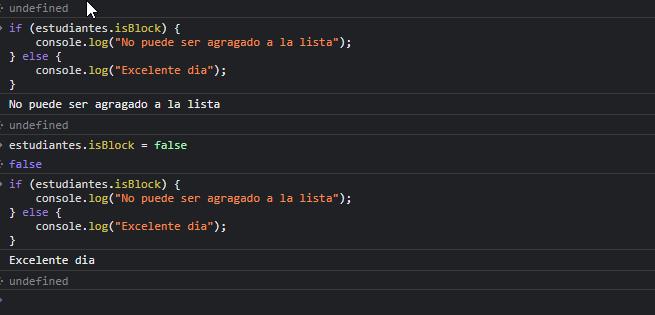 undefined
if (estudiantes.isBlock) {
    console.log("No puede ser agragado a la lista");
} else {
    console.log("Excelente dia");
}
No puede ser agragado a la lista
undefined
estudiantes.isBlock = false
false
if (estudiantes.isBlock) {
    console.log("No puede ser agragado a la lista");
} else {
    console.log("Excelente dia");
}
Excelente dia
undefined